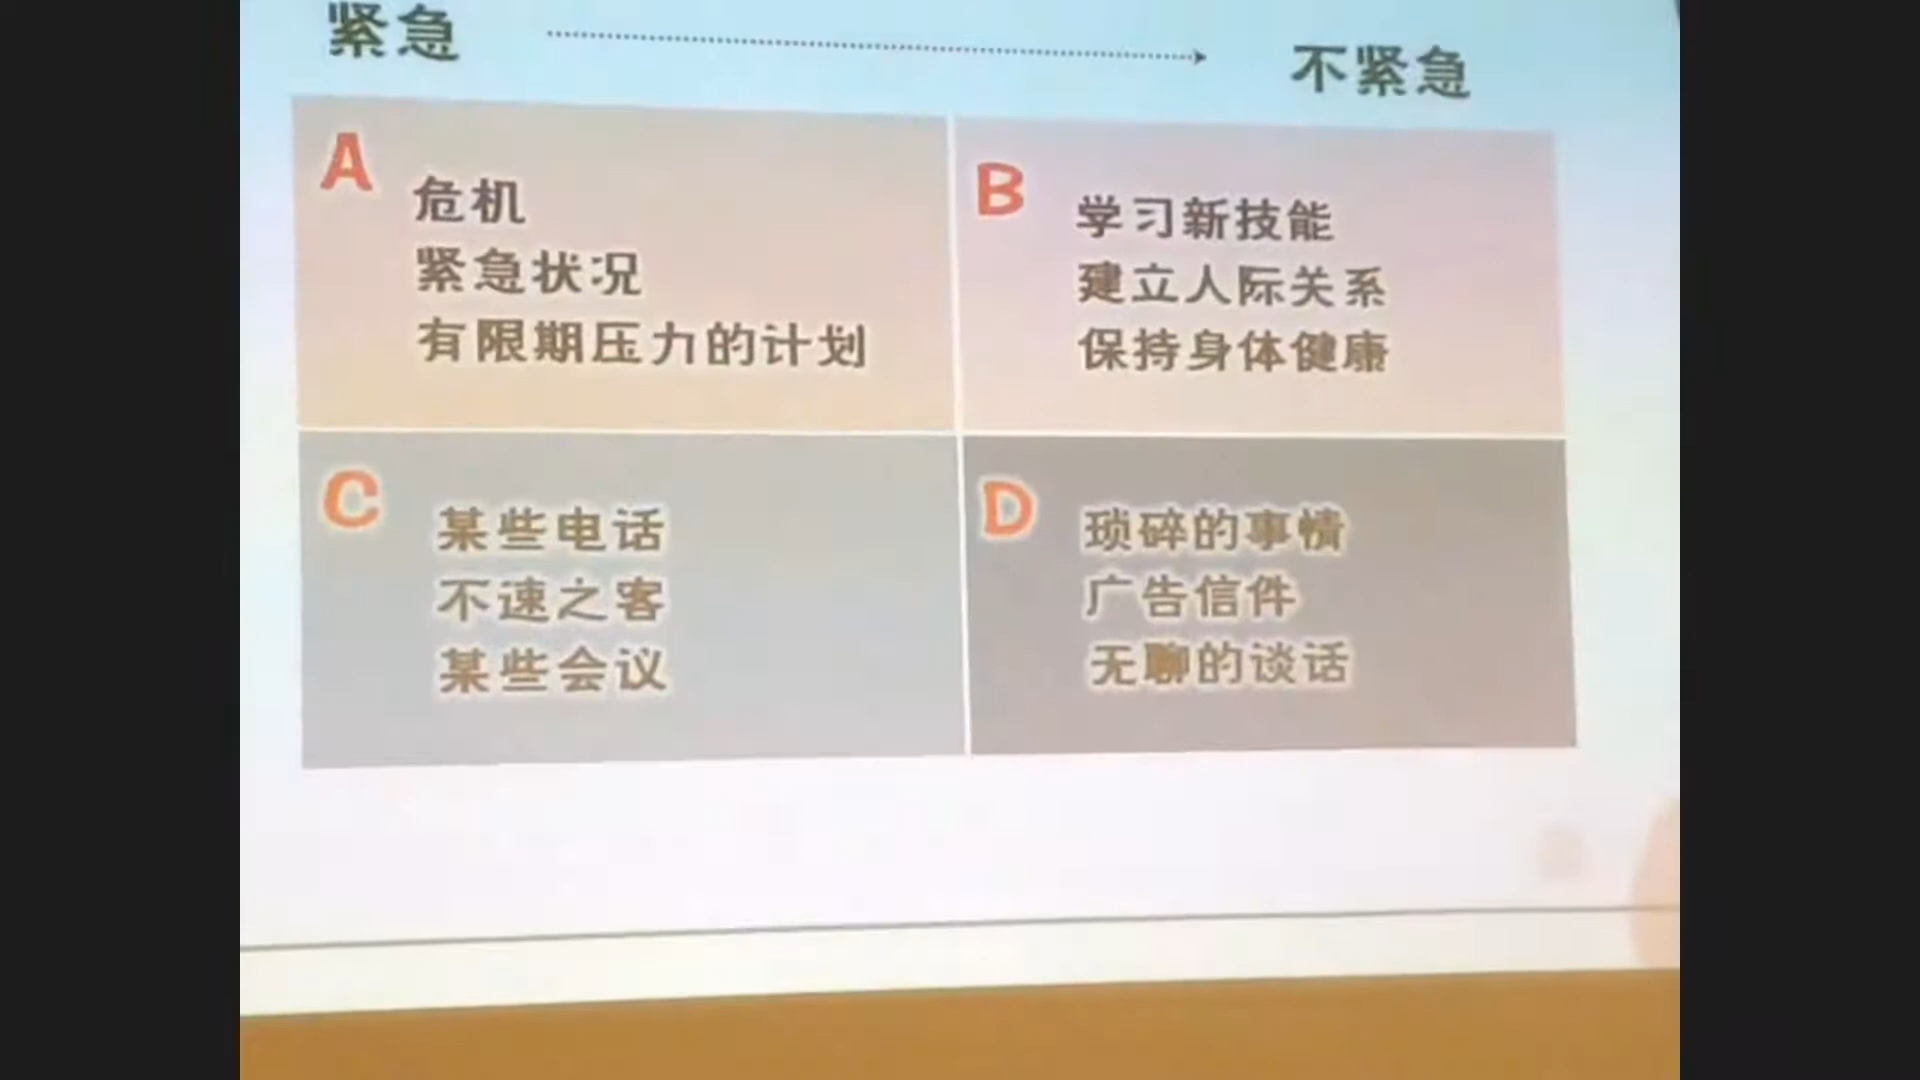 紧急
不紧急
A
危机
紧急状况
有限期压力的计划
B
学习新技能
建立人际关系
保持身体健康
C
某些电话
不速之客
某些会议
D
琐碎的事情
广告信件
无聊的谈话